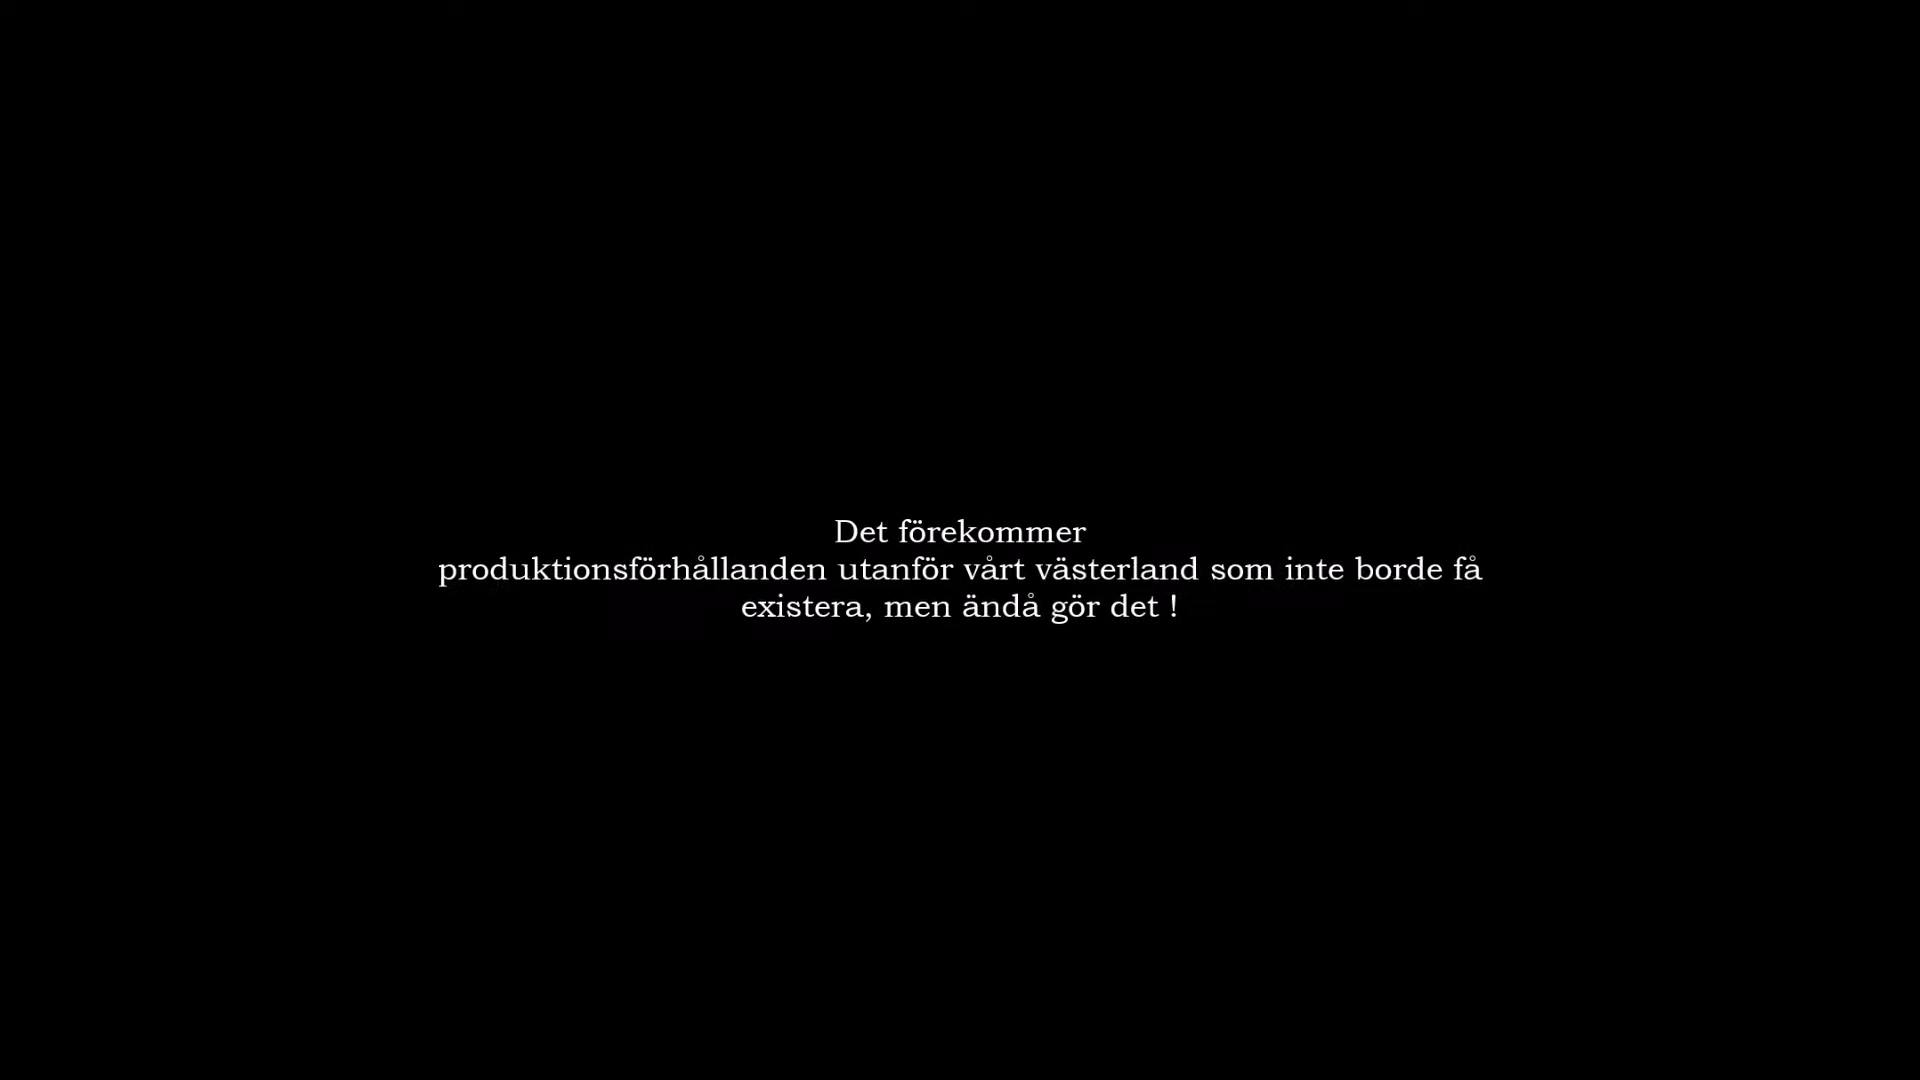 Det förekommer
produktionsförhållanden utanför vårt västerland som inte borde få
existera, men ändå gör det !